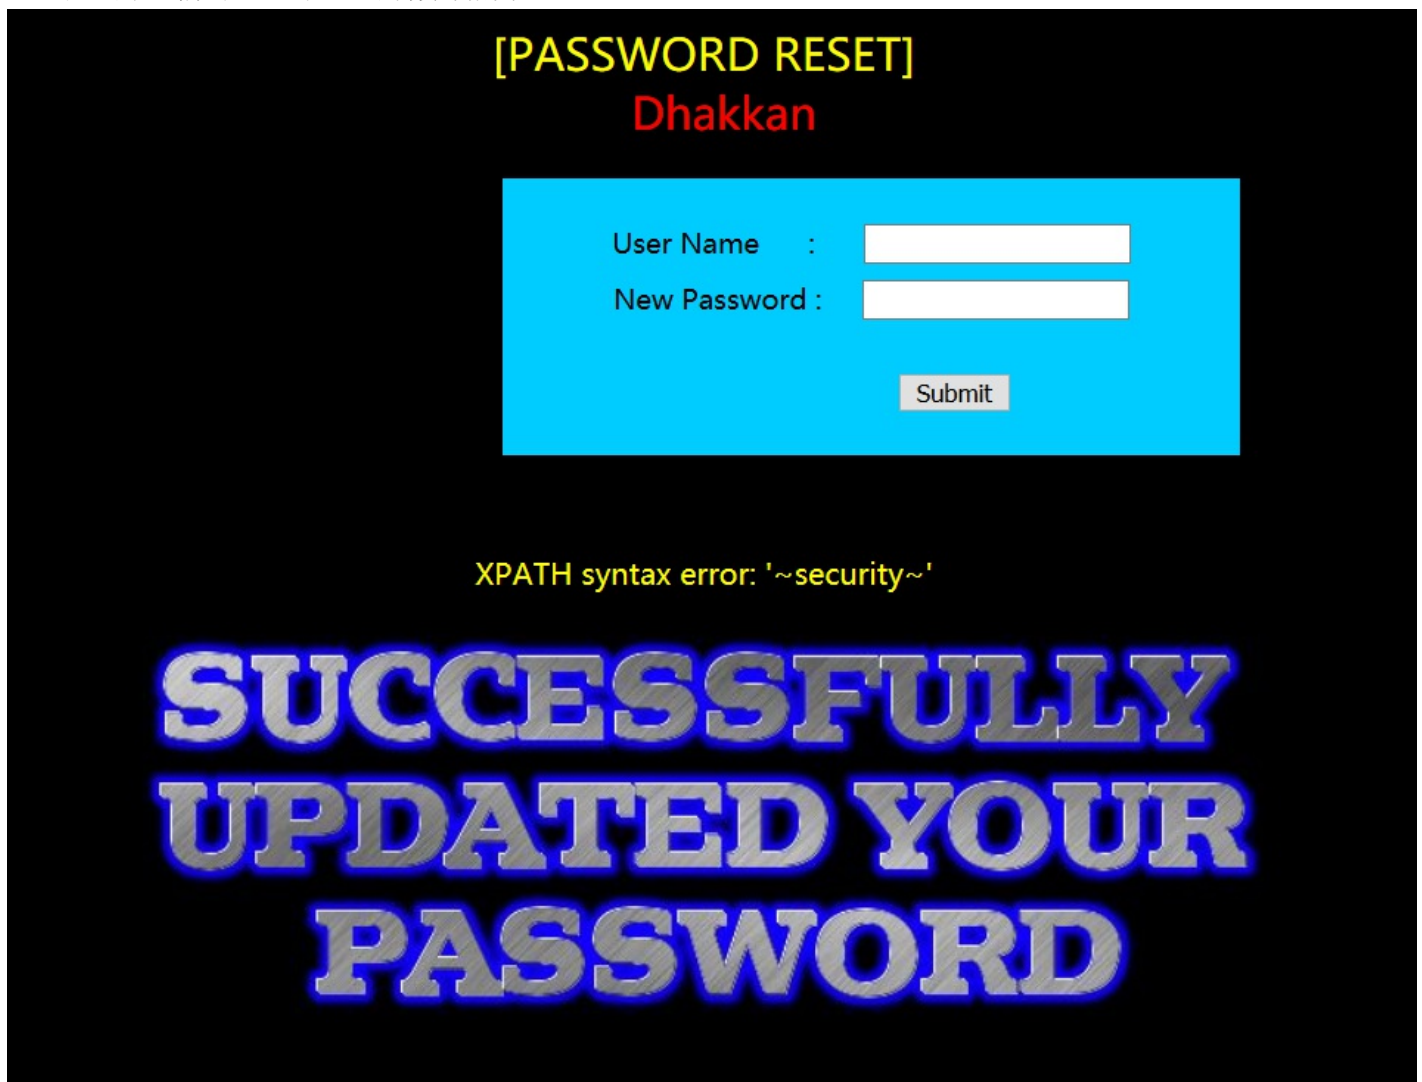 [PASSWORD RESET]
Dhakkan
User Name :
New Password :
Submit
XPATH syntax error: '~security~'
SUCCESSFULLY
UPDATED YOUR
PASSWORD